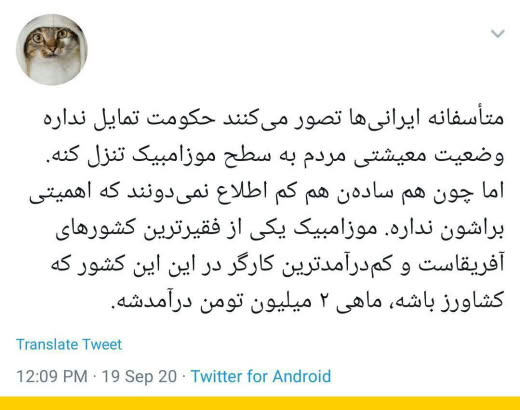 متأسفانه ایرانی‌ها تصور می‌کنند حکومت تمایل نداره
وضعیت معیشتی مردم به سطح موزامبیک تنزل کنه.
اما چون هم ساده‌ن هم کم اطلاع نمی‌دونند که اهمیتی
براشون نداره. موزامبیک یکی از فقیرترین کشورهای
آفریقاست و کم‌درآمدترین کارگر در این این کشور که
کشاورز باشه، ماهی ۲ میلیون تومن درآمدشه.
Translate Tweet
12:09 PM · 19 Sep 20 · Twitter for Android